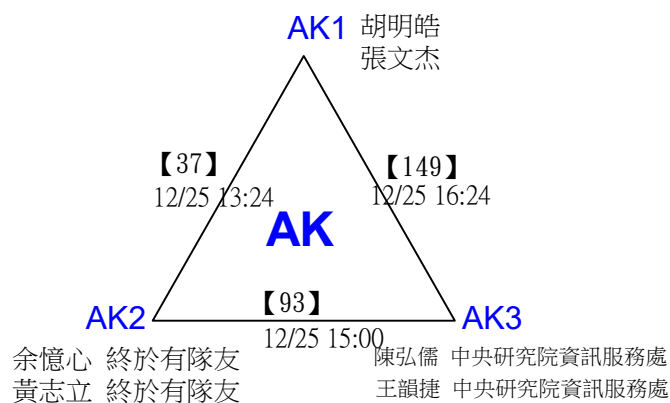 AK1 胡明皓
張文杰
【37】
12/25 13:24
【149】
12/25 16:24
AK
【93】
12/25 15:00
AK2
AK3
余憶心 終於有隊友
黃志立 終於有隊友
陳弘儒 中央研究院資訊服務處
王韻捷 中央研究院資訊服務處